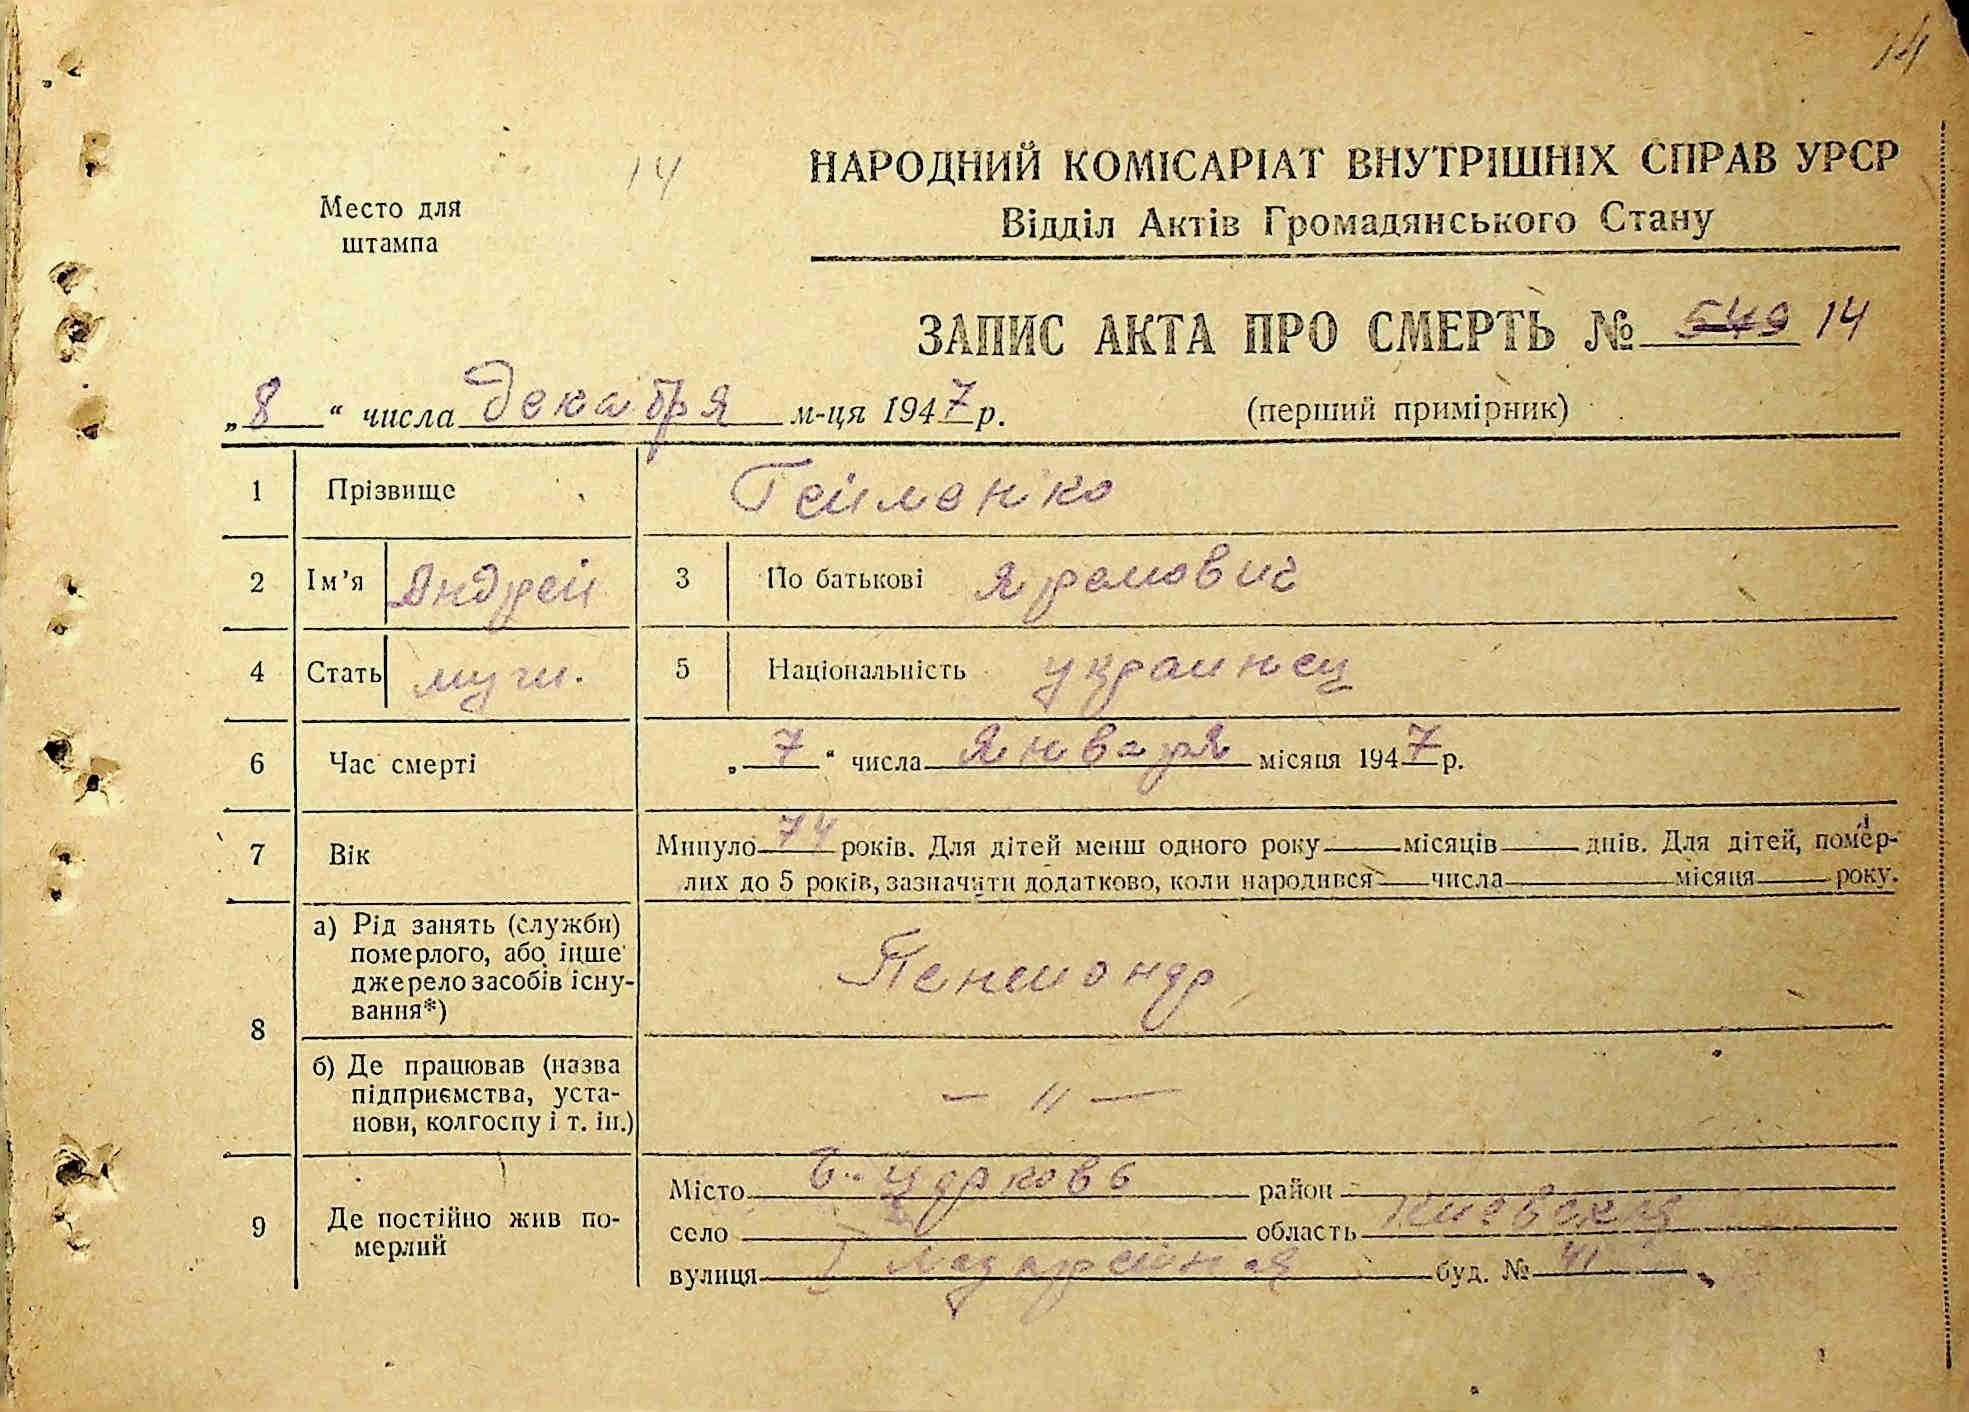 14
14
Место для
штампа
НАРОДНИЙ КОМІСАРІАТ ВНУТРІШНІХ СПРАВ УРСР
Відділ Актів Громадянського Стану
ЗАПИС АКТА ПРО СМЕРТЬ № 549 14
„8“ числа декабря м-ця 1947 р.
(перший примірник)
1 Прізвище Гейменко
2 Ім’я Андрей 3 По батькові Яремович
4 Стать муж. 5 Національність украинец
6 Час смерті „7“ числа Января місяця 1947 р.
7 Вік Минуло 74 років. Для дітей менш одного року місяців днів. Для дітей, помер-
лих до 5 років, зазначити додатково, коли народився числа місяця року.
8 а) Рід занять (служби)
померлого, або інше
джерело засобів існу-
вання*)
Пенсионер
б) Де працював (назва
підприємства, уста-
нови, колгоспу і т. ін.)
— " —
9 Де постійно жив по-
мерлий
Місто Б-Церковь район
село область Киевская
вулиця буд. № 41